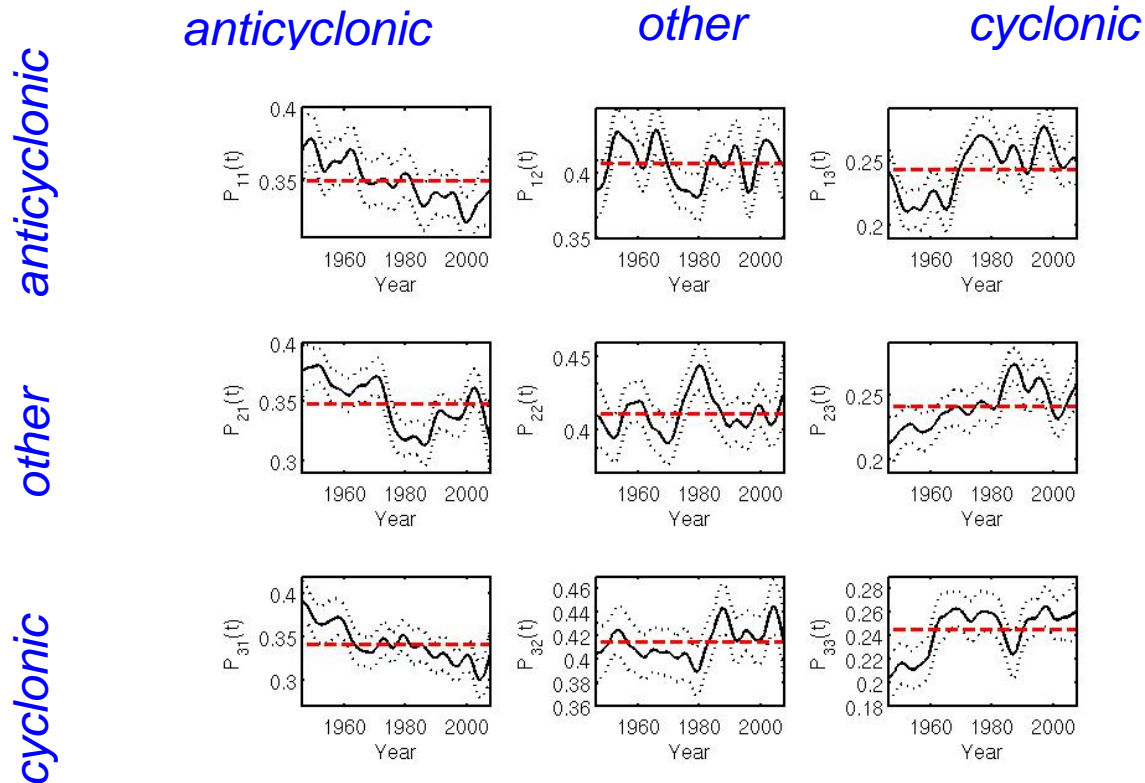 anticyclonic other cyclonic
anticyclonic
0.4
0.35
P11(t)
1960 1980 2000
Year
0.4
0.35
P12(t)
1960 1980 2000
Year
0.25
0.2
P13(t)
1960 1980 2000
Year
other
0.4
0.35
0.3
P21(t)
1960 1980 2000
Year
0.45
0.4
P22(t)
1960 1980 2000
Year
0.25
0.2
P23(t)
1960 1980 2000
Year
cyclonic
0.4
0.35
0.3
P31(t)
1960 1980 2000
Year
0.46
0.44
0.42
0.4
0.38
0.36
P32(t)
1960 1980 2000
Year
0.28
0.26
0.24
0.22
0.2
0.18
P33(t)
1960 1980 2000
Year